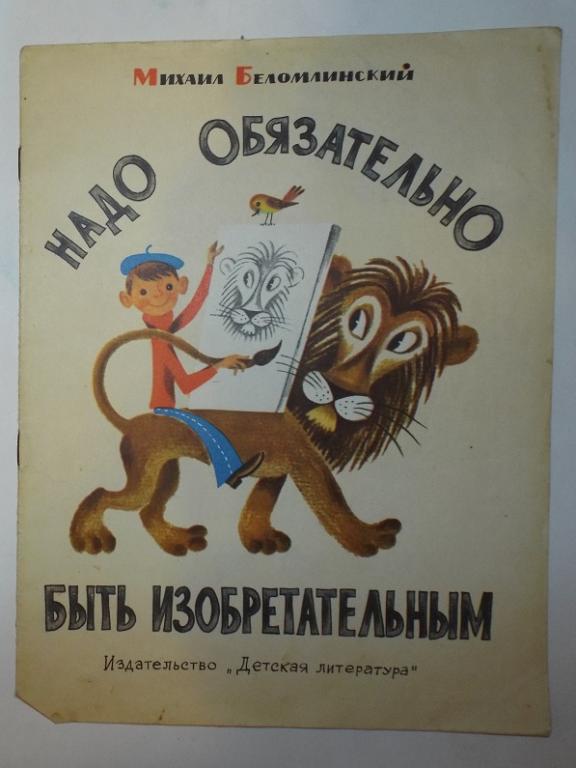 Михаил Беломлинский
НАДО ОБЯЗАТЕЛЬНО
БЫТЬ ИЗОБРЕТАТЕЛЬНЫМ
Издательство „Детская литература“